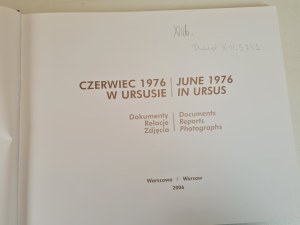 CZERWIEC 1976 | JUNE 1976
W URSUSIE | IN URSUS
Dokumenty | Documents
Relacje | Reports
Zdjęcia | Photographs
Warszawa / Warsaw
2006